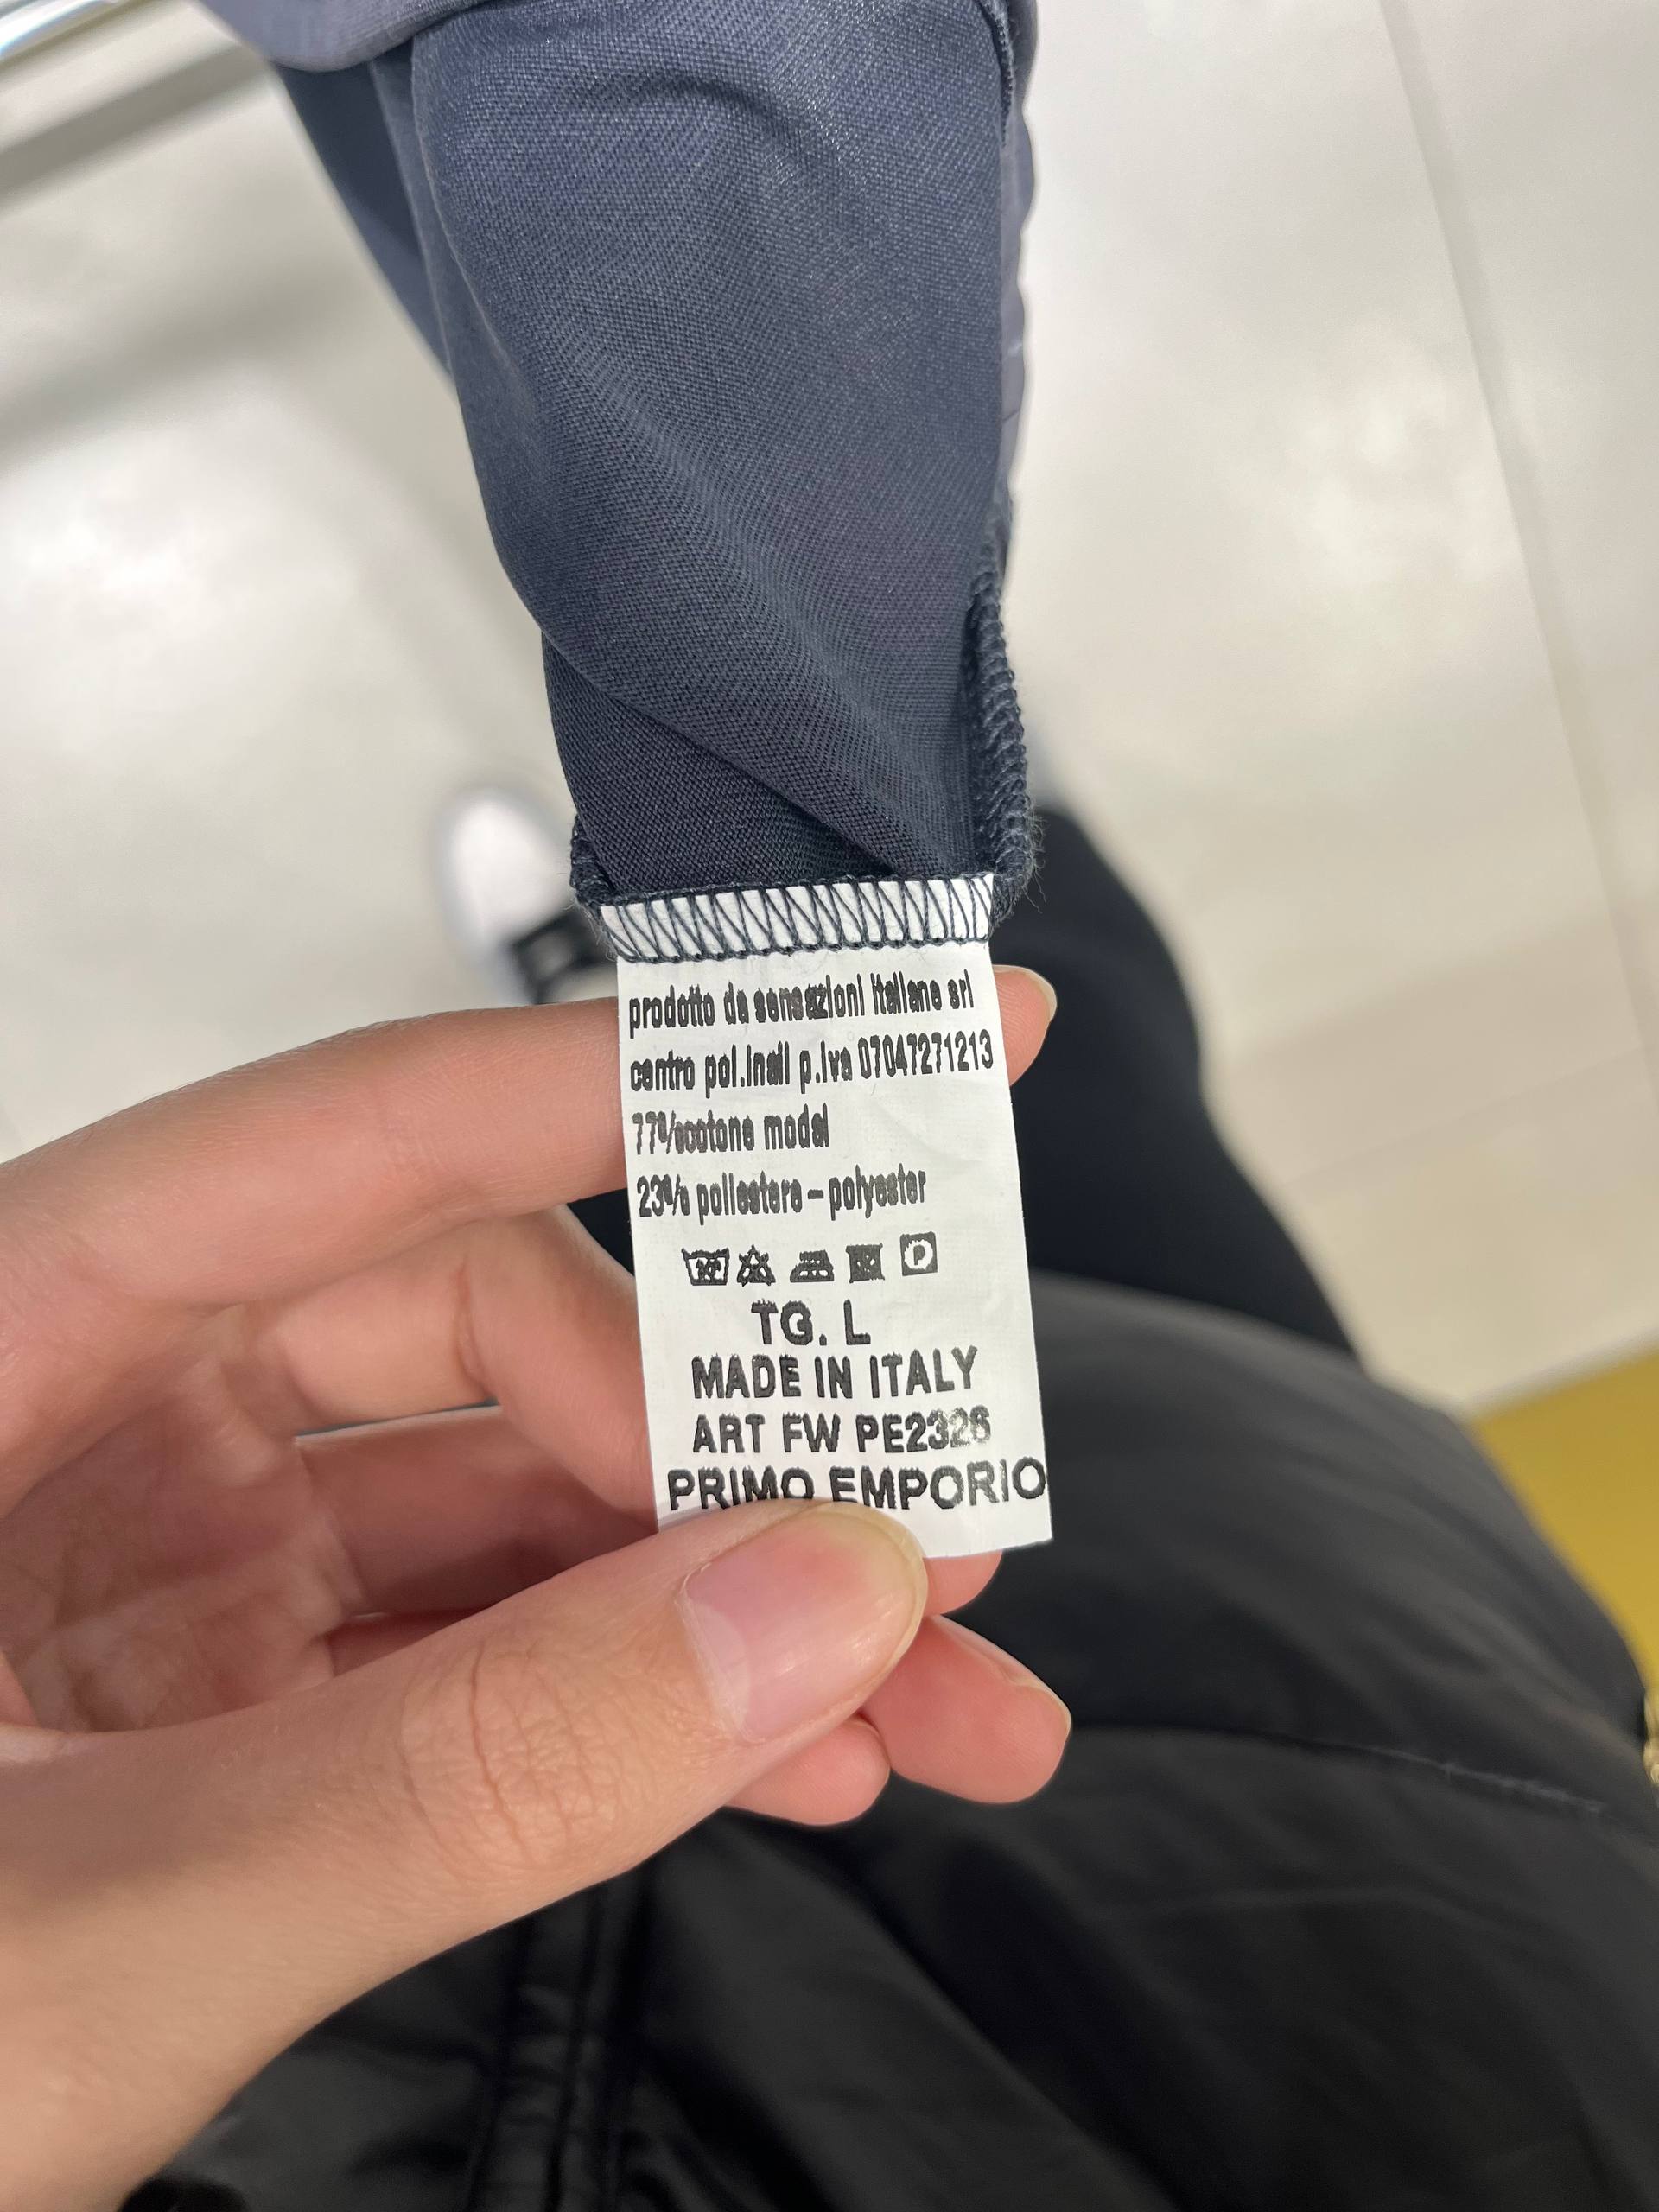 prodotto da sensazioni italiane srl
centro pol.inail p.iva 07047271213
77%cotone modal
23% poliestere - polyester
30°
P
TG. L
MADE IN ITALY
ART FW PE2326
PRIMO EMPORIO